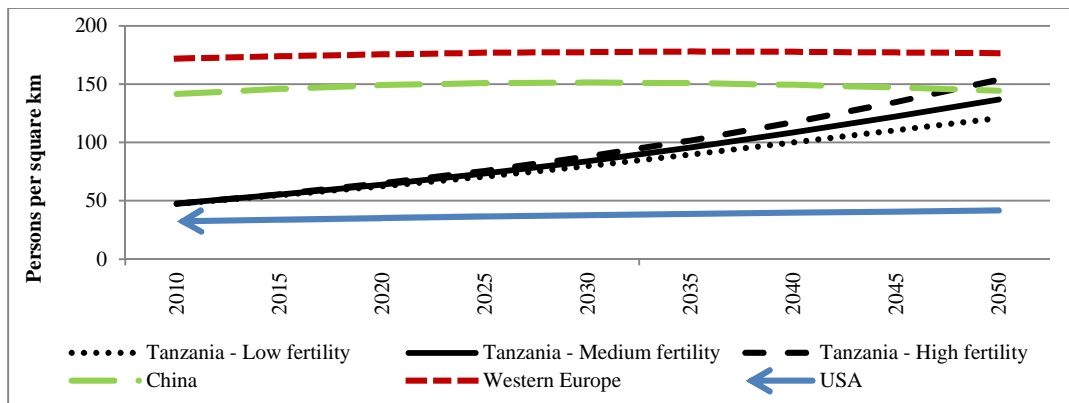 200
150
100
50
0
Persons per square km
2010 2015 2020 2025 2030 2035 2040 2045 2050
Tanzania - Low fertility Tanzania - Medium fertility Tanzania - High fertility
China Western Europe USA